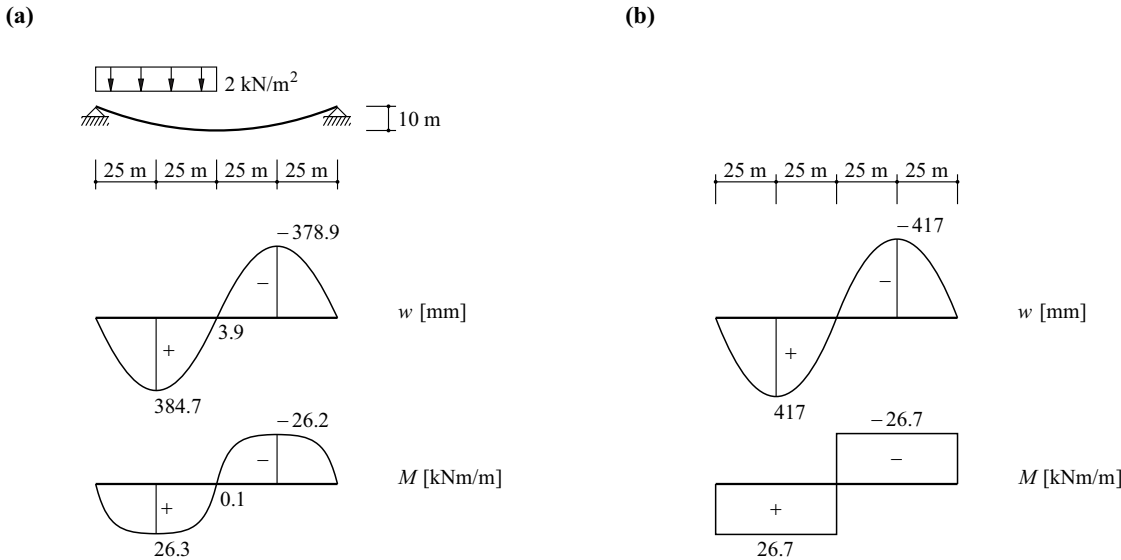 (a)
(b)
2 kN/m²
10 m
25 m 25 m 25 m 25 m
25 m 25 m 25 m 25 m
−378.9
−417
−
−
w [mm]
w [mm]
3.9
+
+
384.7
417
−26.2
−26.7
−
−
M [kNm/m]
M [kNm/m]
0.1
+
+
26.3
26.7